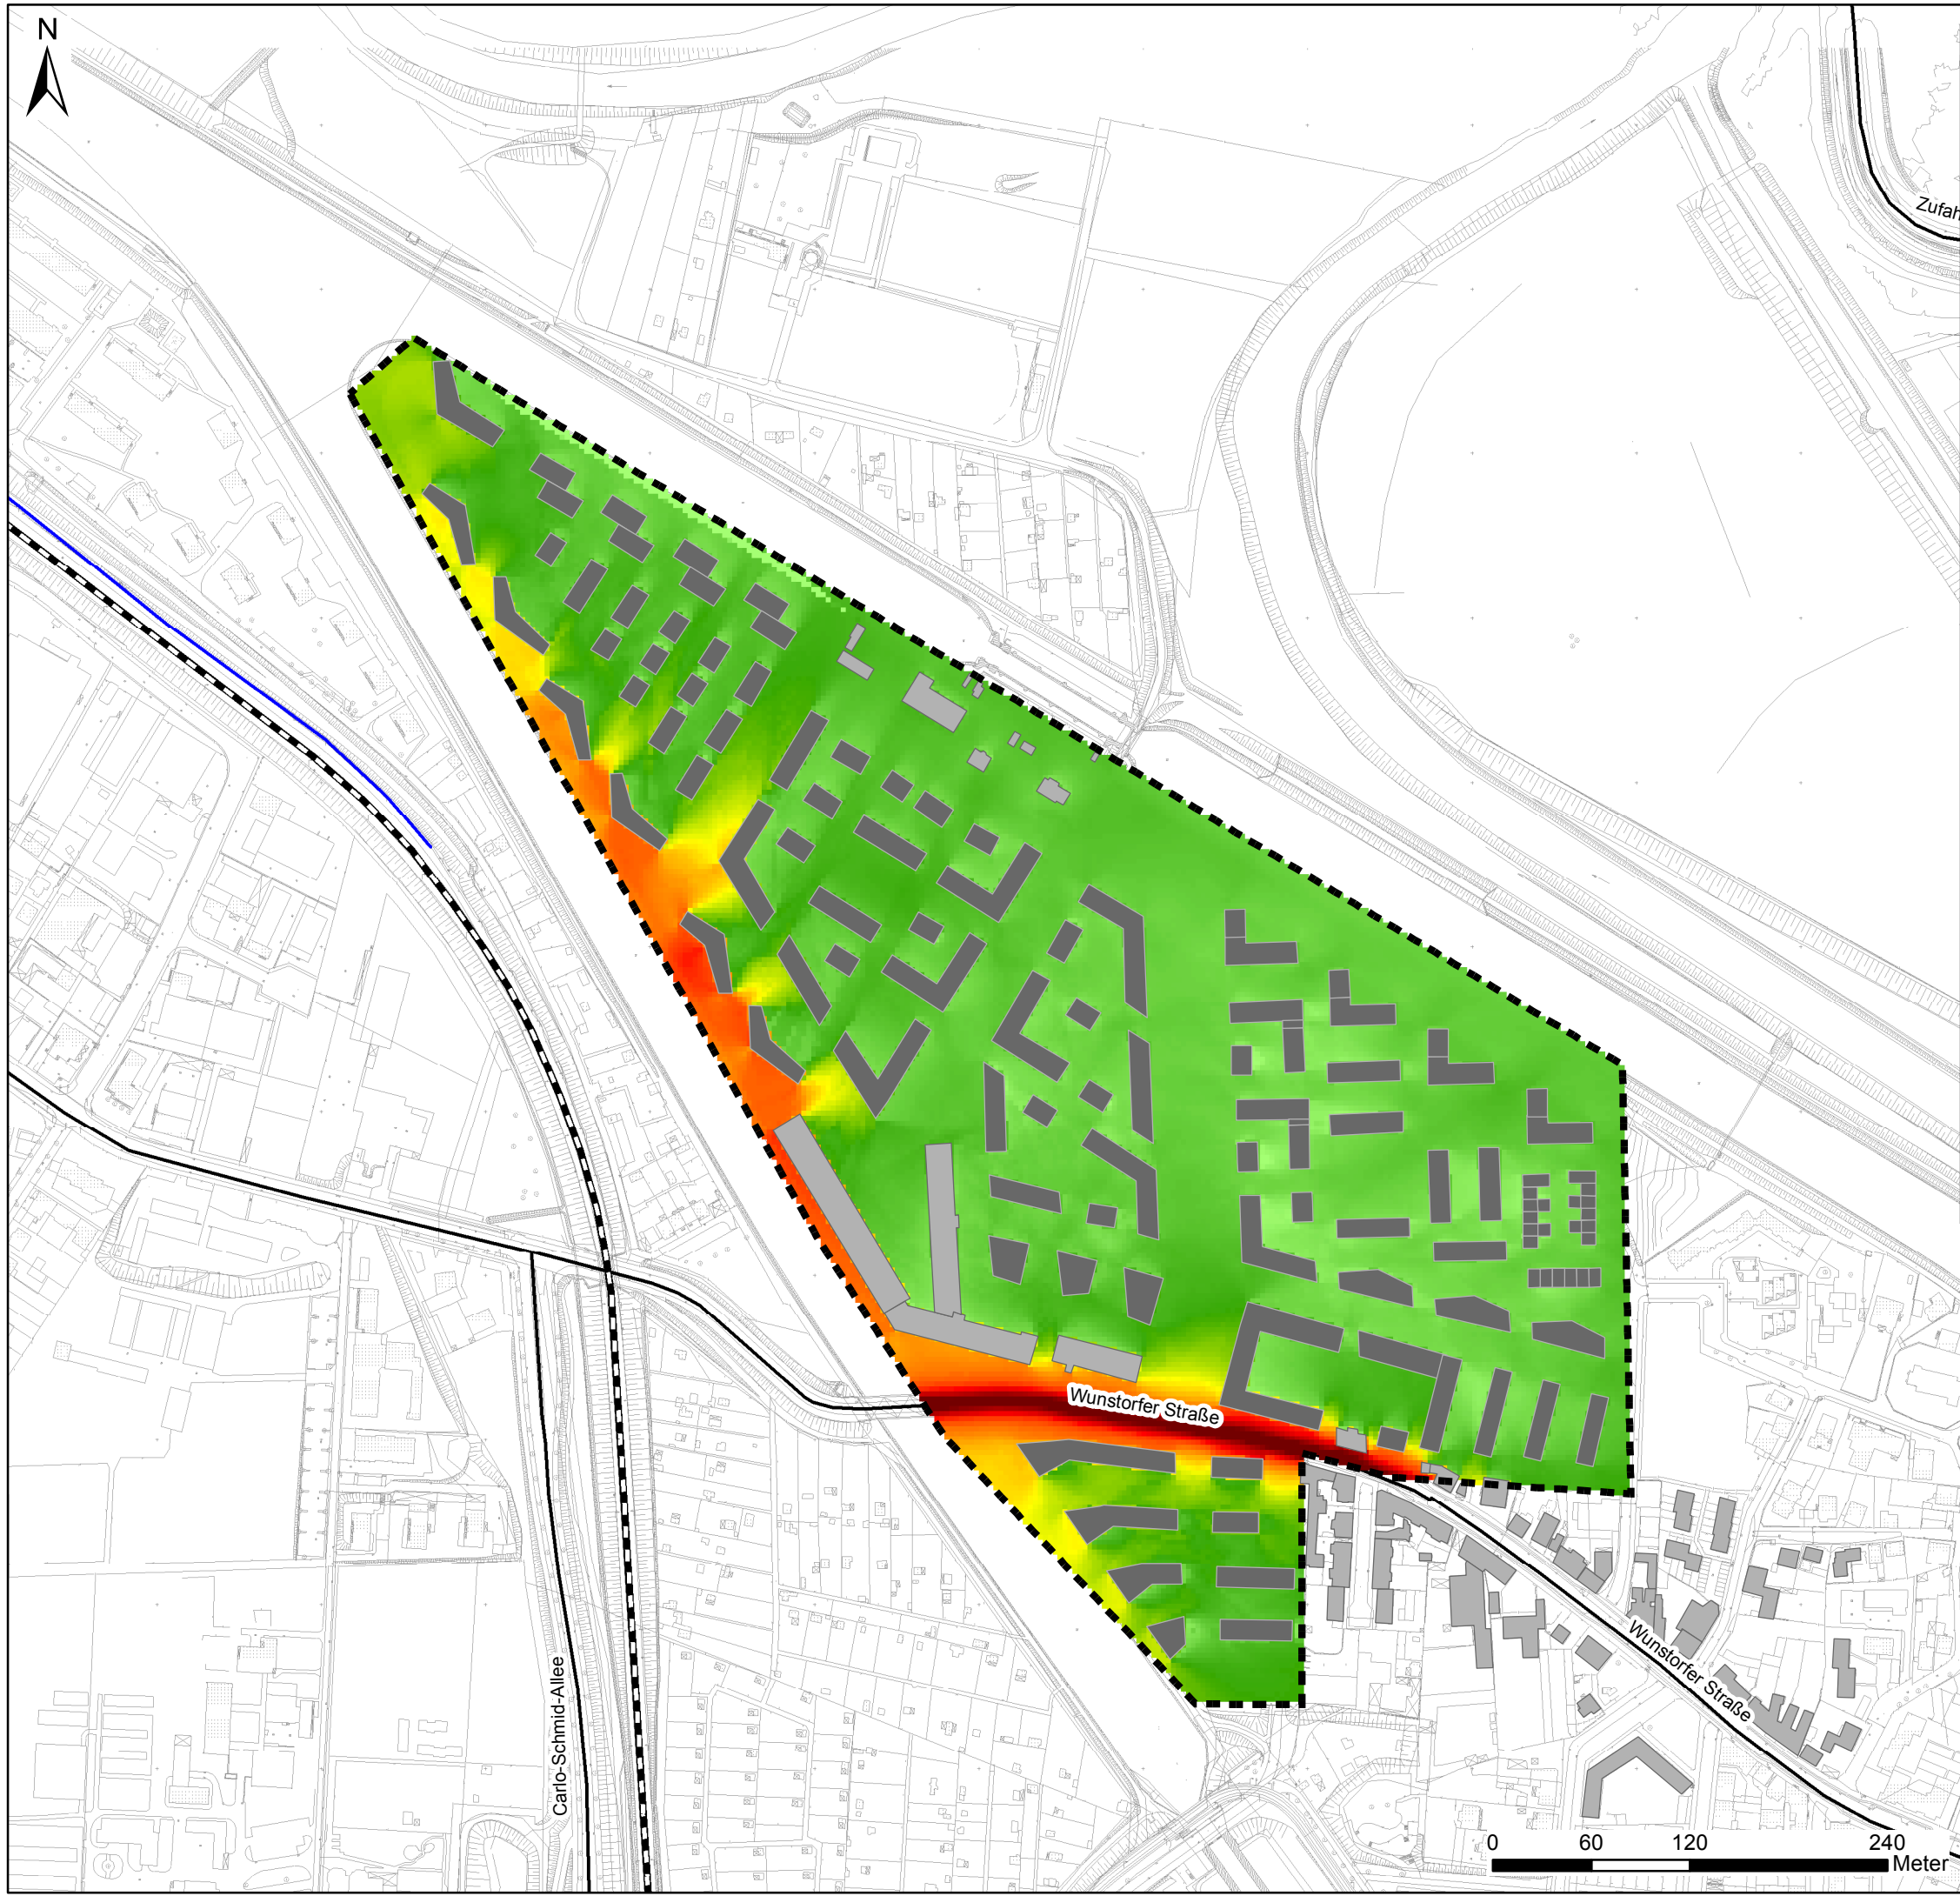 N
Zufah
Wunstorfer Straße
Carlo-Schmid-Allee
Wunstorfer Straße
0 60 120 240
Meter